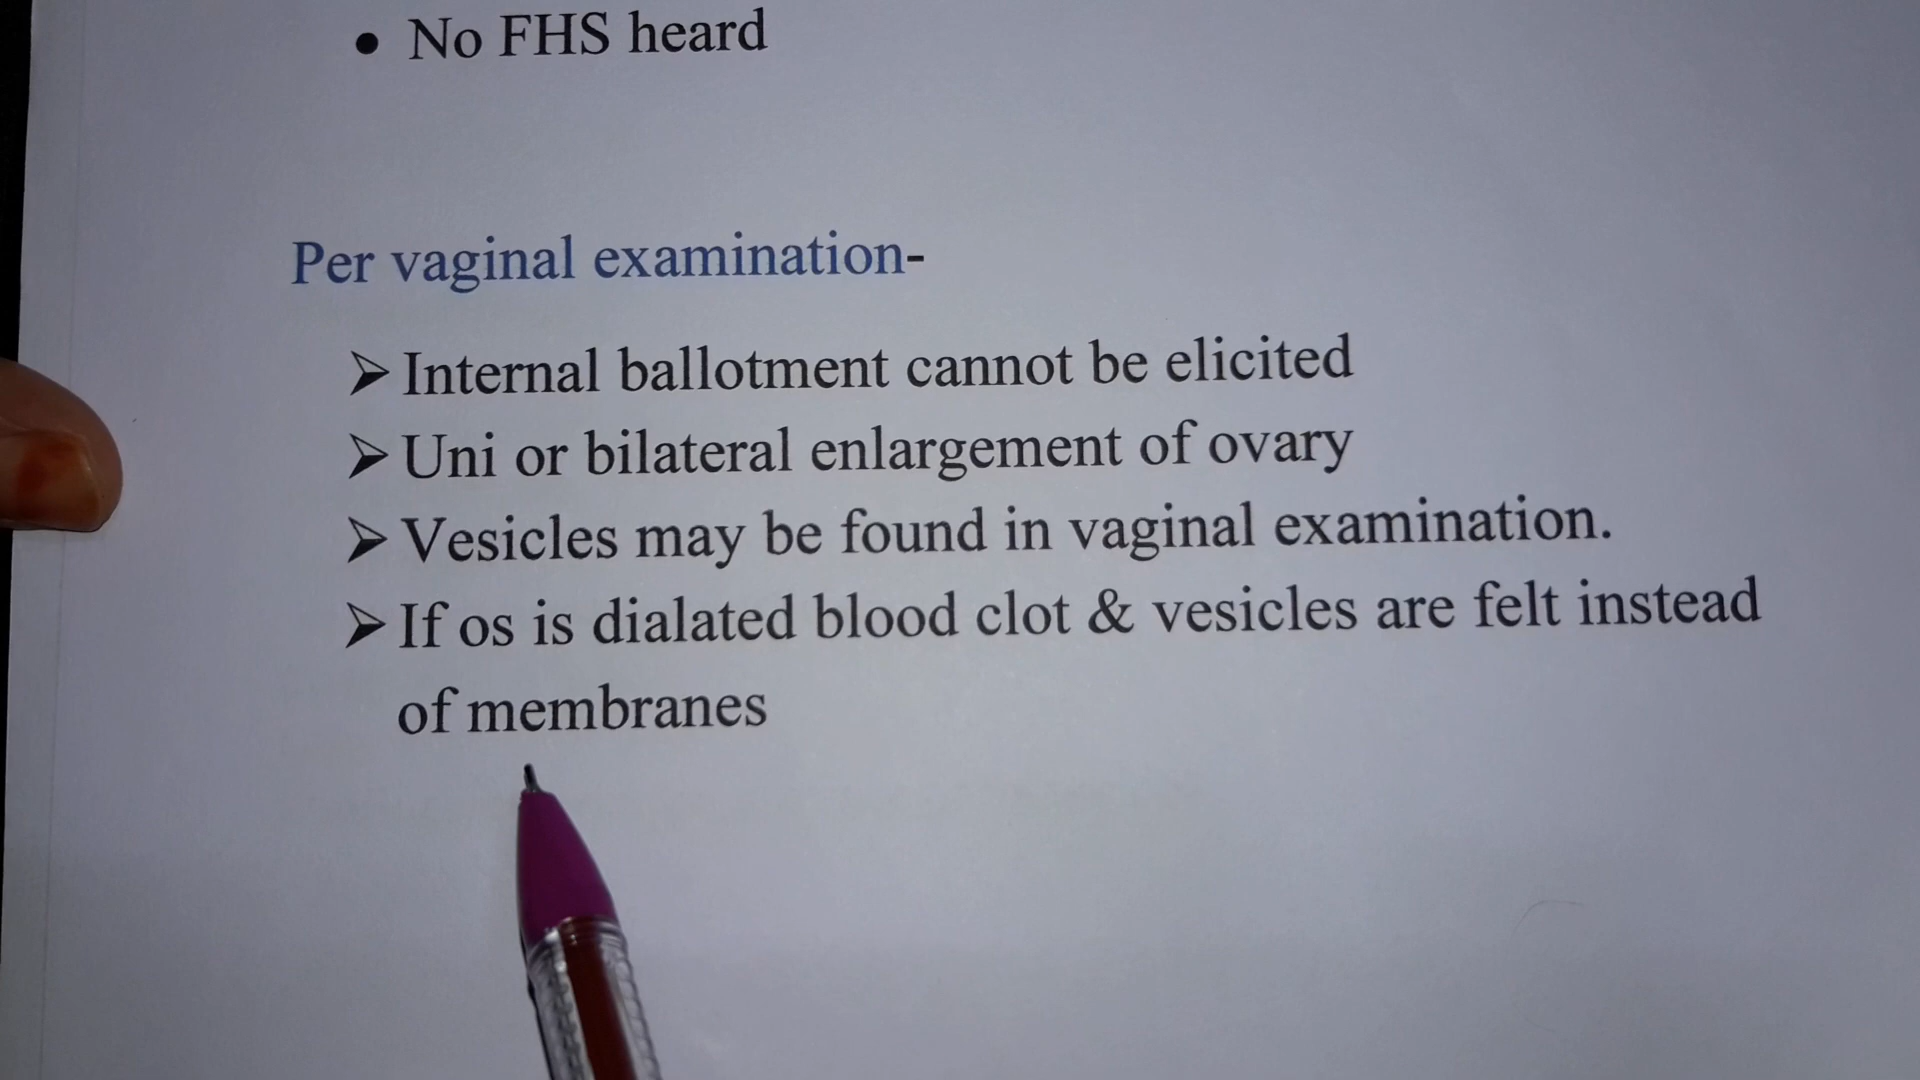 • No FHS heard
Per vaginal examination-
➢ Internal ballotment cannot be elicited
➢ Uni or bilateral enlargement of ovary
➢ Vesicles may be found in vaginal examination.
➢ If os is dialated blood clot & vesicles are felt instead
of membranes